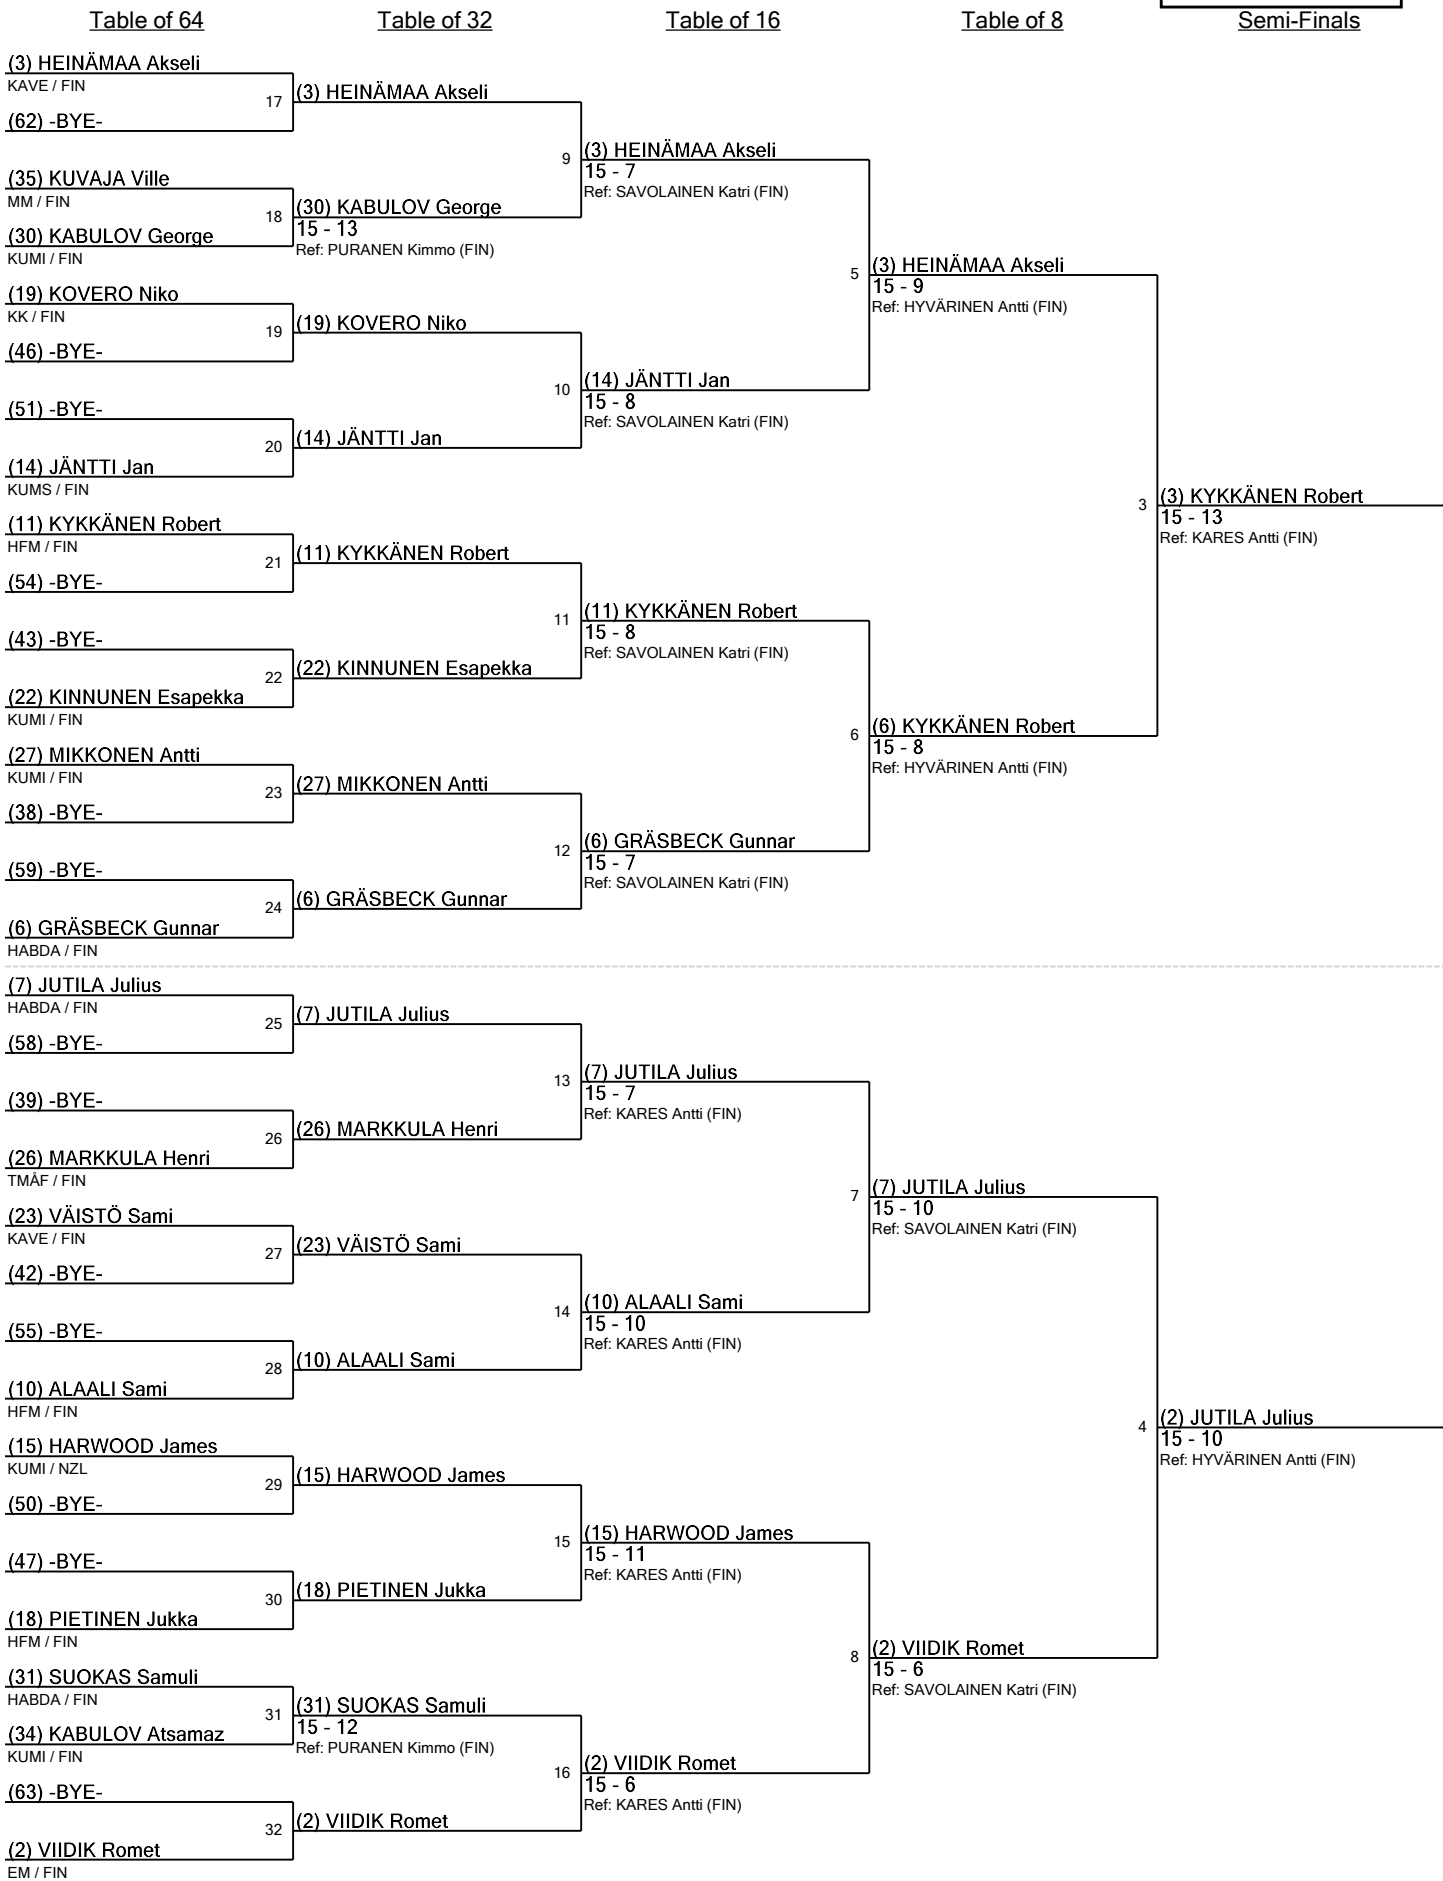 Table of 64
Table of 32
Table of 16
Table of 8
Semi-Finals
(3) HEINÄMAA Akseli
KAVE / FIN
17
(62) -BYE-
(35) KUVAJA Ville
MM / FIN
18
(30) KABULOV George
KUMI / FIN
(19) KOVERO Niko
KK / FIN
19
(46) -BYE-
(51) -BYE-
20
(14) JÄNTTI Jan
KUMS / FIN
(11) KYKKÄNEN Robert
HFM / FIN
21
(54) -BYE-
(43) -BYE-
22
(22) KINNUNEN Esapekka
KUMI / FIN
(27) MIKKONEN Antti
KUMI / FIN
23
(38) -BYE-
(59) -BYE-
24
(6) GRÄSBECK Gunnar
HABDA / FIN
(7) JUTILA Julius
HABDA / FIN
25
(58) -BYE-
(39) -BYE-
26
(26) MARKKULA Henri
TMÅF / FIN
(23) VÄISTÖ Sami
KAVE / FIN
27
(42) -BYE-
(55) -BYE-
28
(10) ALAALI Sami
HFM / FIN
(15) HARWOOD James
KUMI / NZL
29
(50) -BYE-
(47) -BYE-
30
(18) PIETINEN Jukka
HFM / FIN
(31) SUOKAS Samuli
HABDA / FIN
31
(34) KABULOV Atsamaz
KUMI / FIN
(63) -BYE-
32
(2) VIIDIK Romet
EM / FIN
(3) HEINÄMAA Akseli
9
(30) KABULOV George
15 - 13
Ref: PURANEN Kimmo (FIN)
(19) KOVERO Niko
10
(14) JÄNTTI Jan
(11) KYKKÄNEN Robert
11
(22) KINNUNEN Esapekka
(27) MIKKONEN Antti
12
(6) GRÄSBECK Gunnar
(7) JUTILA Julius
13
(26) MARKKULA Henri
(23) VÄISTÖ Sami
14
(10) ALAALI Sami
(15) HARWOOD James
15
(18) PIETINEN Jukka
(31) SUOKAS Samuli
15 - 12
Ref: PURANEN Kimmo (FIN)
16
(2) VIIDIK Romet
(3) HEINÄMAA Akseli
15 - 7
Ref: SAVOLAINEN Katri (FIN)
5
(14) JÄNTTI Jan
15 - 8
Ref: SAVOLAINEN Katri (FIN)
(11) KYKKÄNEN Robert
15 - 8
Ref: SAVOLAINEN Katri (FIN)
6
(6) GRÄSBECK Gunnar
15 - 7
Ref: SAVOLAINEN Katri (FIN)
(7) JUTILA Julius
15 - 7
Ref: KARES Antti (FIN)
7
(10) ALAALI Sami
15 - 10
Ref: KARES Antti (FIN)
(15) HARWOOD James
15 - 11
Ref: KARES Antti (FIN)
8
(2) VIIDIK Romet
15 - 6
Ref: KARES Antti (FIN)
(3) HEINÄMAA Akseli
15 - 9
Ref: HYVÄRINEN Antti (FIN)
3
(6) KYKKÄNEN Robert
15 - 8
Ref: HYVÄRINEN Antti (FIN)
(7) JUTILA Julius
15 - 10
Ref: SAVOLAINEN Katri (FIN)
4
(2) VIIDIK Romet
15 - 6
Ref: SAVOLAINEN Katri (FIN)
(3) KYKKÄNEN Robert
15 - 13
Ref: KARES Antti (FIN)
(2) JUTILA Julius
15 - 10
Ref: HYVÄRINEN Antti (FIN)